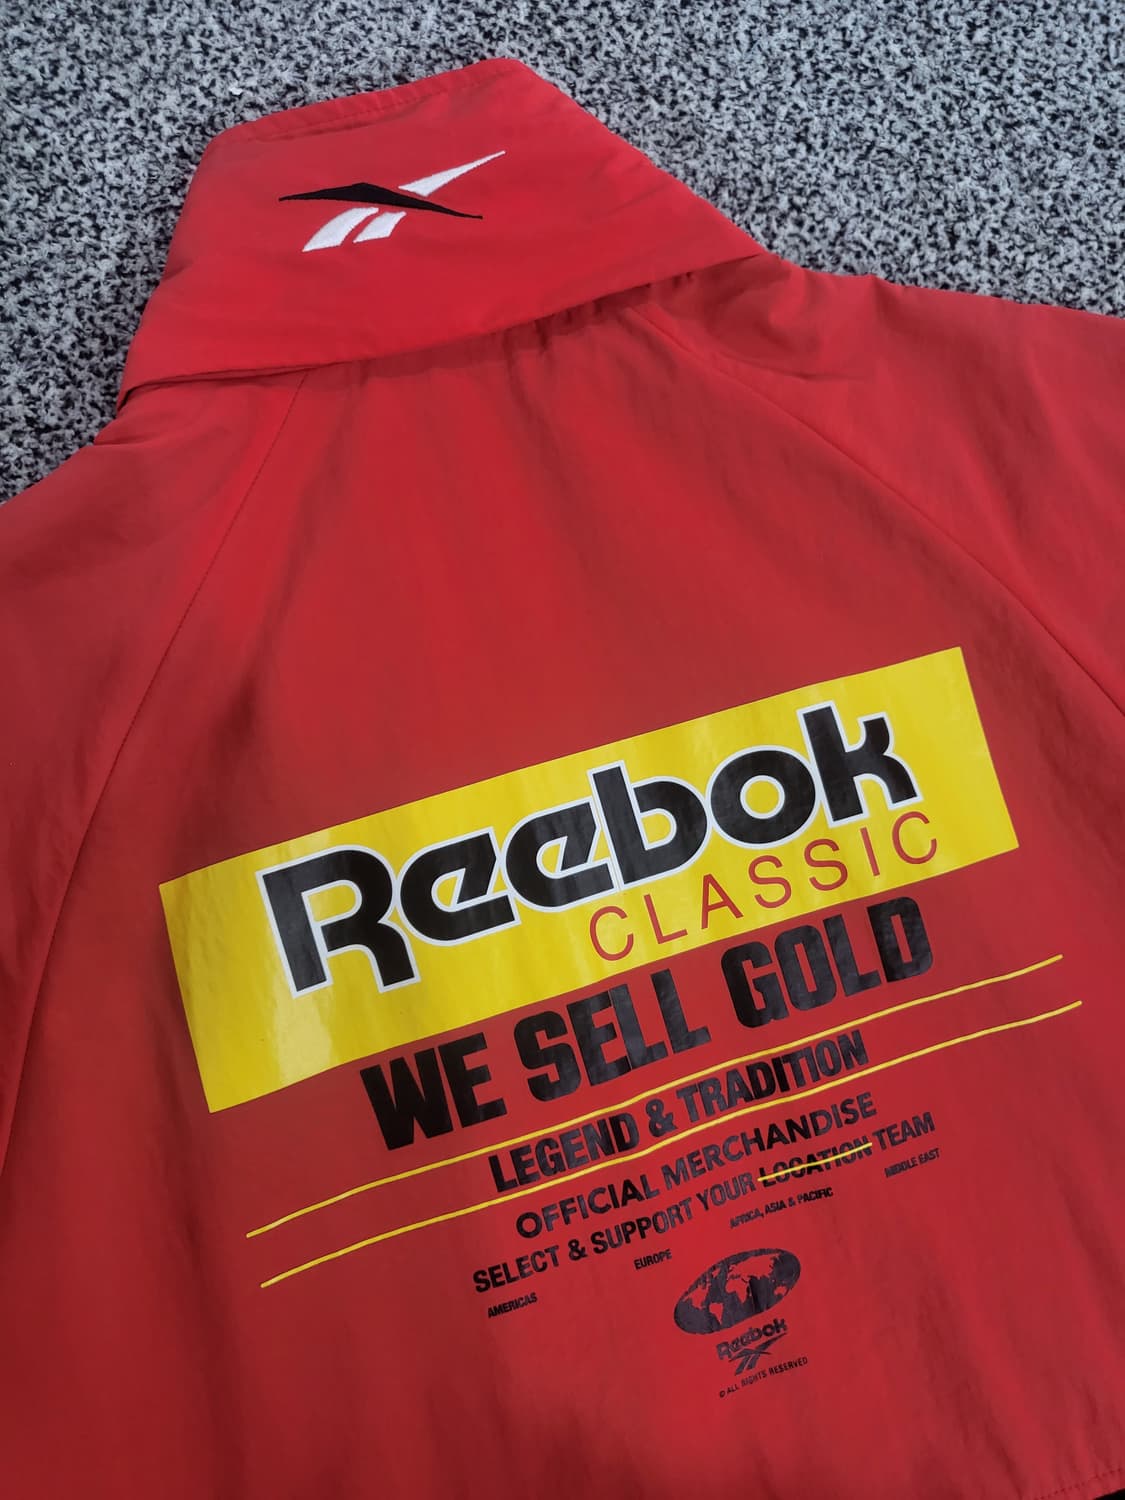 Reebok
CLASSIC
WE SELL GOLD
LEGEND & TRADITION
OFFICIAL MERCHANDISE
SELECT & SUPPORT YOUR LOCATION TEAM
AMERICAS EUROPE AFRICA, ASIA & PACIFIC MIDDLE EAST
Reebok
© ALL RIGHTS RESERVED